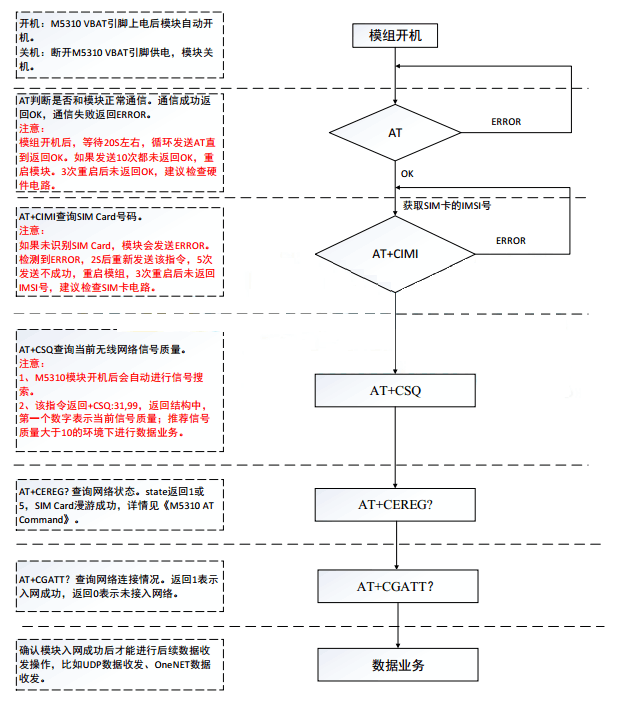 开机：M5310 VBAT引脚上电后模块自动开
机。
关机：断开M5310 VBAT引脚供电，模块关
机。
模组开机
AT判断是否和模块正常通信。通信成功返
回OK，通信失败返回ERROR。
注意：
模组开机后，等待20S左右，循环发送AT直
到返回OK。如果发送10次都未返回OK，重
启模块。3次重启后未返回OK，建议检查硬
件电路。
AT
ERROR
OK
AT+CIMI查询SIM Card号码。
注意：
如果未识别SIM Card，模块会发送ERROR。
检测到ERROR，2S后重新发送该指令，5次
发送不成功，重启模组，3次重启后未返回
IMSI号，建议检查SIM卡电路。
获取SIM卡的IMSI号
AT+CIMI
ERROR
AT+CSQ查询当前无线网络信号质量。
注意：
1、M5310模块开机后会自动进行信号搜
索。
2、该指令返回+CSQ:31,99，返回结构中，
第一个数字表示当前信号质量；推荐信号
质量大于10的环境下进行数据业务。
AT+CSQ
AT+CEREG? 查询网络状态。state返回1或
5，SIM Card漫游成功，详情见《M5310 AT
Command》。
AT+CEREG?
AT+CGATT？查询网络连接情况。返回1表示
入网成功，返回0表示未接入网络。
AT+CGATT？
确认模块入网成功后才能进行后续数据收
发操作，比如UDP数据收发、OneNET数据
收发。
数据业务